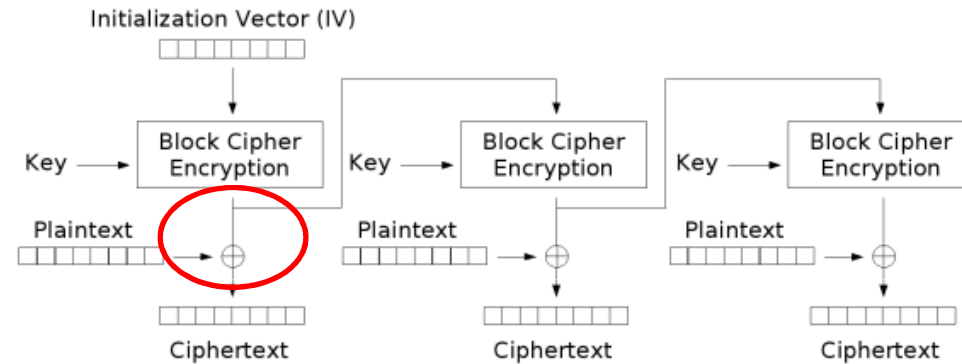 Initialization Vector (IV)
Key
Block Cipher
Encryption
Key
Block Cipher
Encryption
Key
Block Cipher
Encryption
Plaintext
Plaintext
Plaintext
Ciphertext
Ciphertext
Ciphertext